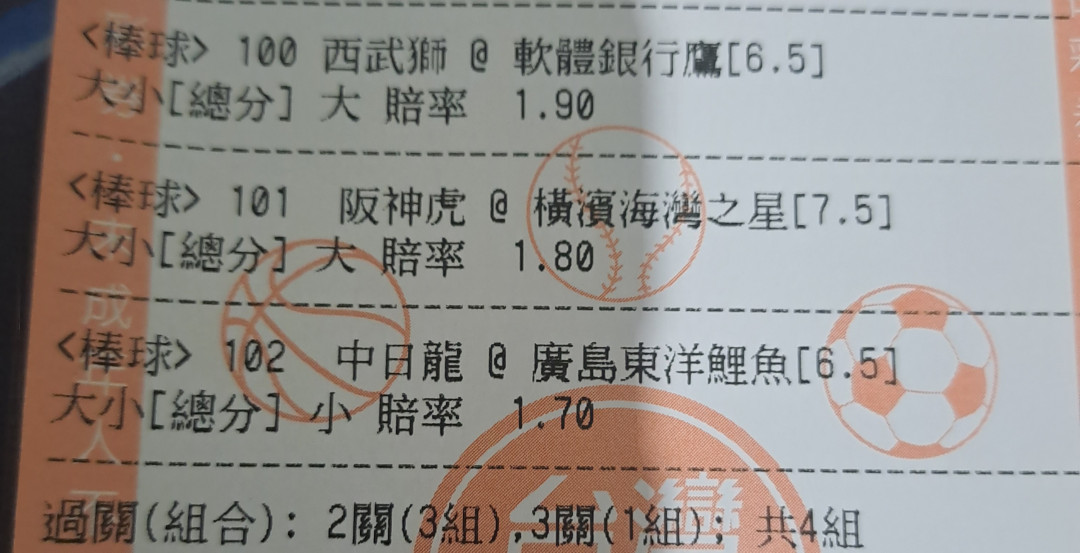 <棒球> 100 西武獅 @ 軟體銀行鷹[6.5]
大小[總分] 大 賠率 1.90
<棒球> 101 阪神虎 @ 橫濱海灣之星[7.5]
大小[總分] 大 賠率 1.80
<棒球> 102 中日龍 @ 廣島東洋鯉魚[6.5]
大小[總分] 小 賠率 1.70
過關(組合): 2關(3組),3關(1組); 共4組
台灣